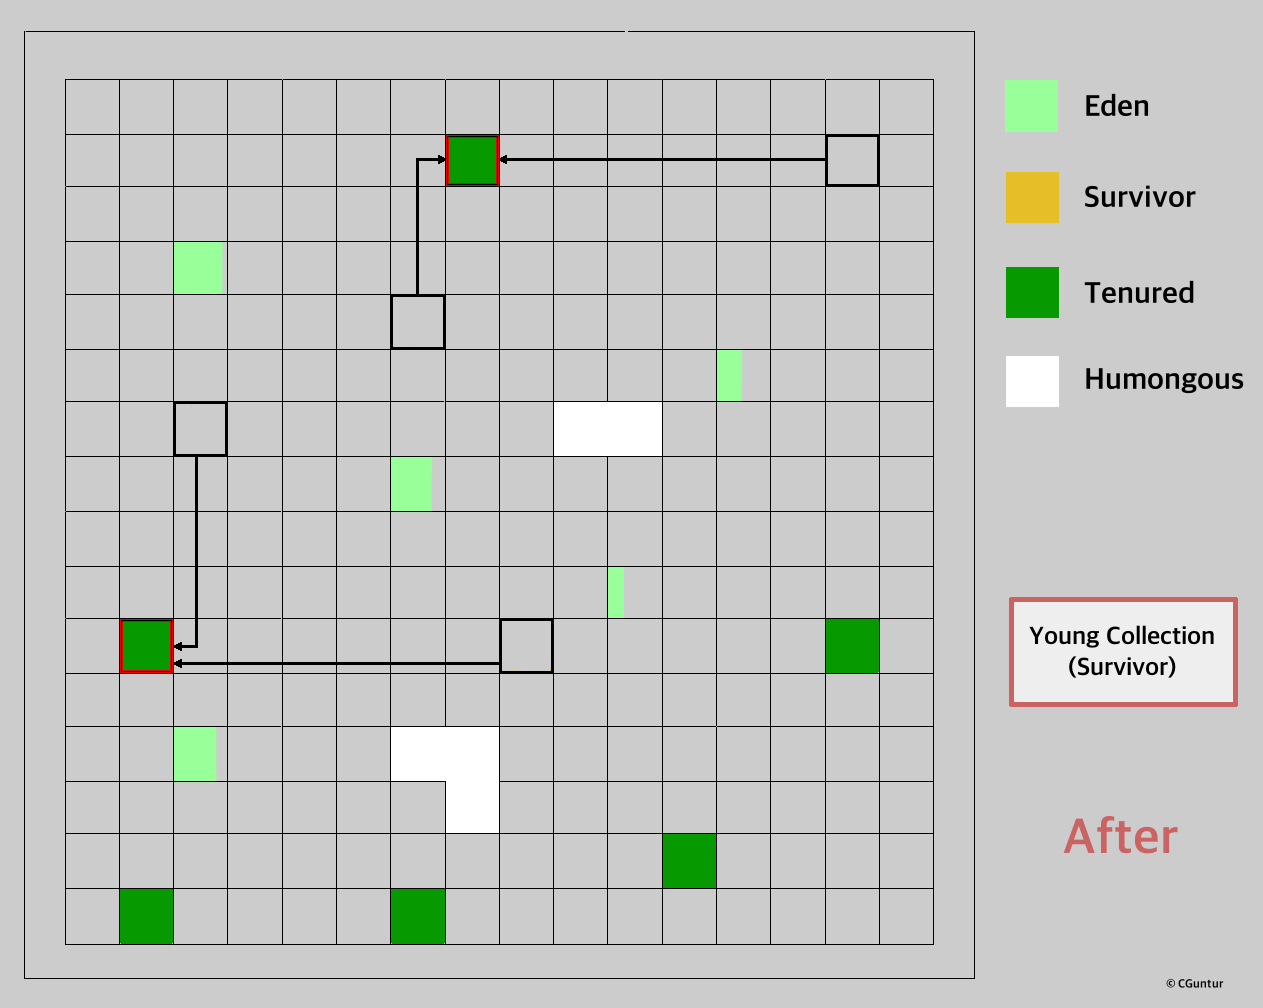 Eden
Survivor
Tenured
Humongous
Young Collection
(Survivor)
After
© CGuntur